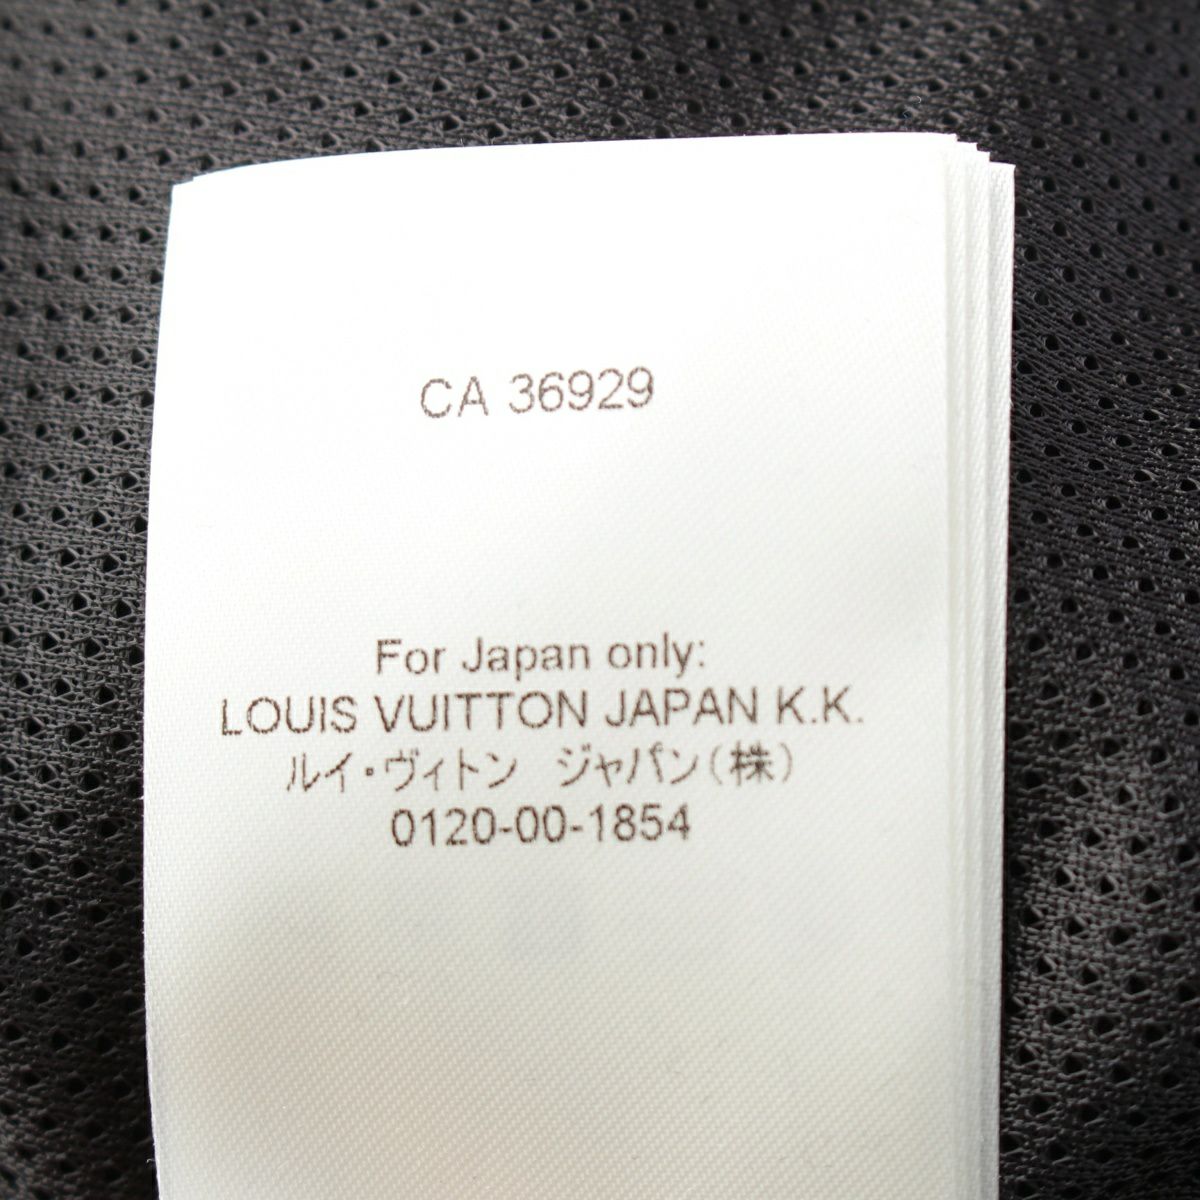 CA 36929
For Japan only:
LOUIS VUITTON JAPAN K.K.
ルイ・ヴィトン　ジャパン(株)
0120-00-1854